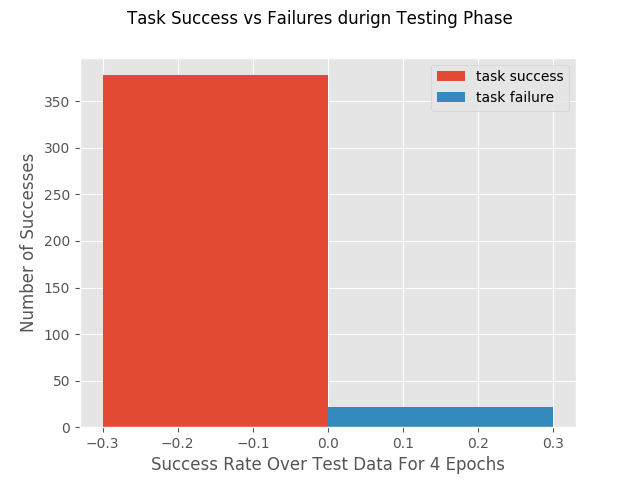 Task Success vs Failures durign Testing Phase
task success
task failure
Number of Successes
350
300
250
200
150
100
50
0
−0.3 −0.2 −0.1 0.0 0.1 0.2 0.3
Success Rate Over Test Data For 4 Epochs